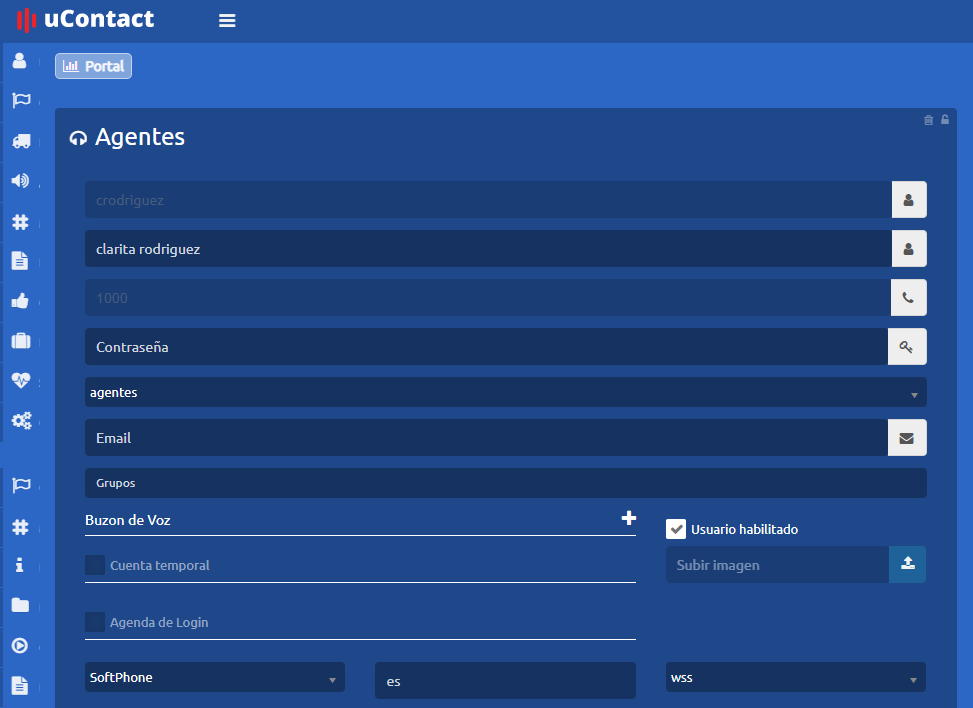 uContact
Portal
Agentes
crodriguez
clarita rodriguez
1000
Contraseña
agentes
Email
Grupos
Buzon de Voz
Usuario habilitado
Cuenta temporal
Subir imagen
Agenda de Login
SoftPhone
es
wss